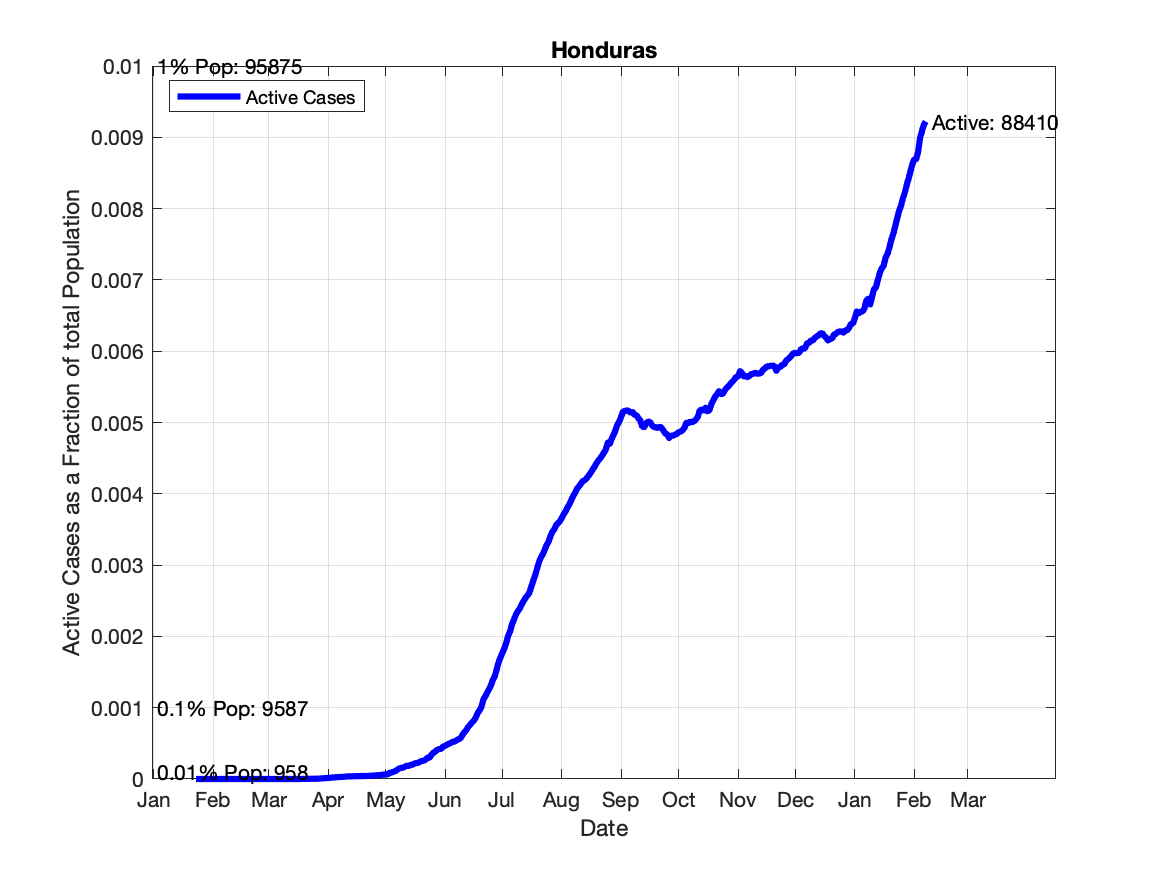 Honduras
1% Pop: 95875
Active Cases
Active: 88410
0.1% Pop: 9587
0.01% Pop: 958
Active Cases as a Fraction of total Population
0.01
0.009
0.008
0.007
0.006
0.005
0.004
0.003
0.002
0.001
0
Jan Feb Mar Apr May Jun Jul Aug Sep Oct Nov Dec Jan Feb Mar
Date